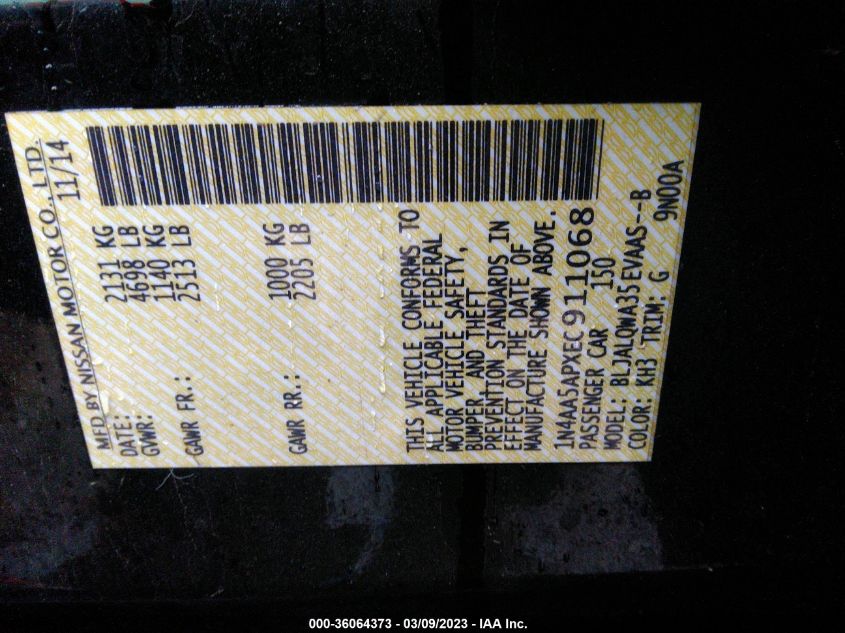 MFD BY NISSAN MOTOR CO., LTD.
DATE: 11/14
GVWR: 2131 KG
4698 LB
GAWR FR.: 1140 KG
2513 LB
GAWR RR.: 1000 KG
2205 LB
THIS VEHICLE CONFORMS TO
ALL APPLICABLE FEDERAL
MOTOR VEHICLE SAFETY,
BUMPER, AND THEFT
PREVENTION STANDARDS IN
EFFECT ON THE DATE OF
MANUFACTURE SHOWN ABOVE.
1N4AA5APXEC911068
PASSENGER CAR 150
MODEL: BLJALQWA35EVAAS--B
COLOR: KH3 TRIM: G 9N00A
000-36064373 - 03/09/2023 - IAA Inc.